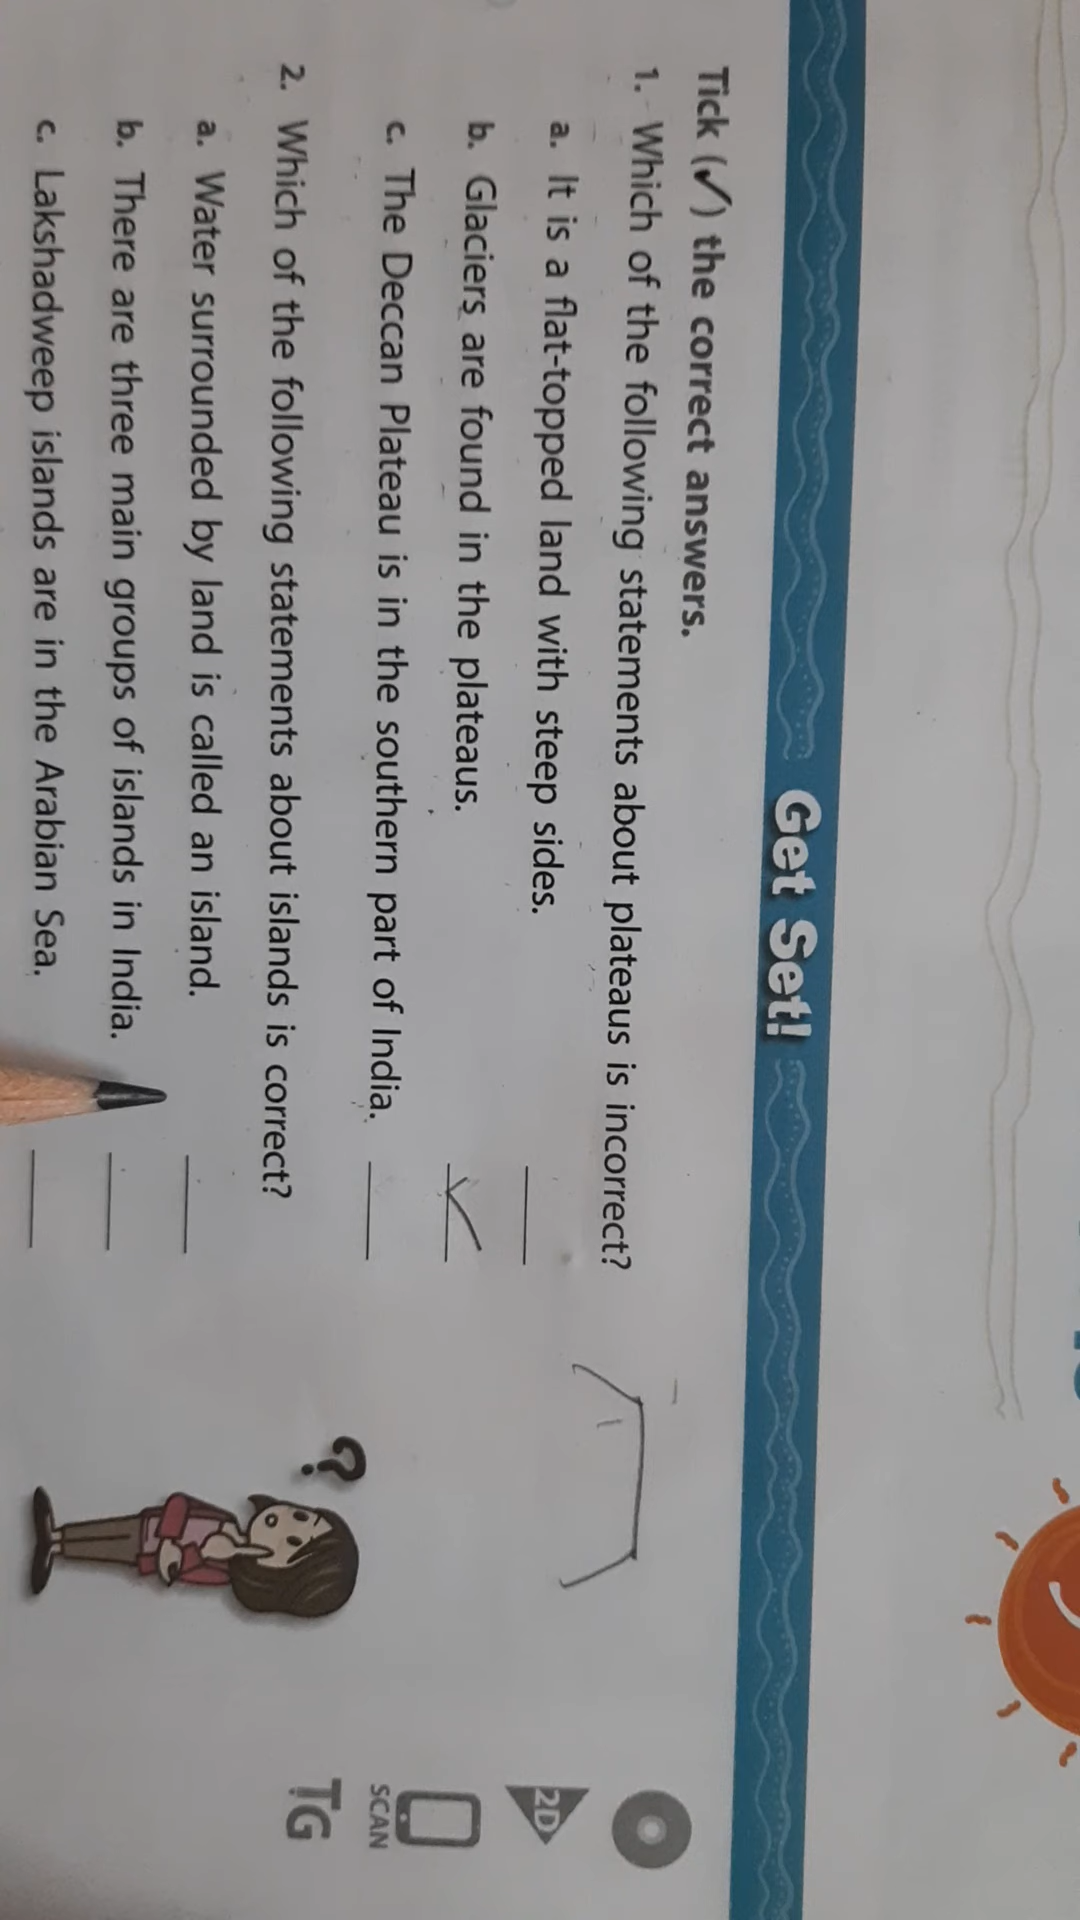 Get Set!
Tick (✓) the correct answers.
1. Which of the following statements about plateaus is incorrect?
a. It is a flat-topped land with steep sides.
b. Glaciers are found in the plateaus. ✓
c. The Deccan Plateau is in the southern part of India.
2. Which of the following statements about islands is correct?
a. Water surrounded by land is called an island.
b. There are three main groups of islands in India.
c. Lakshadweep islands are in the Arabian Sea.
?
2D
SCAN
TG